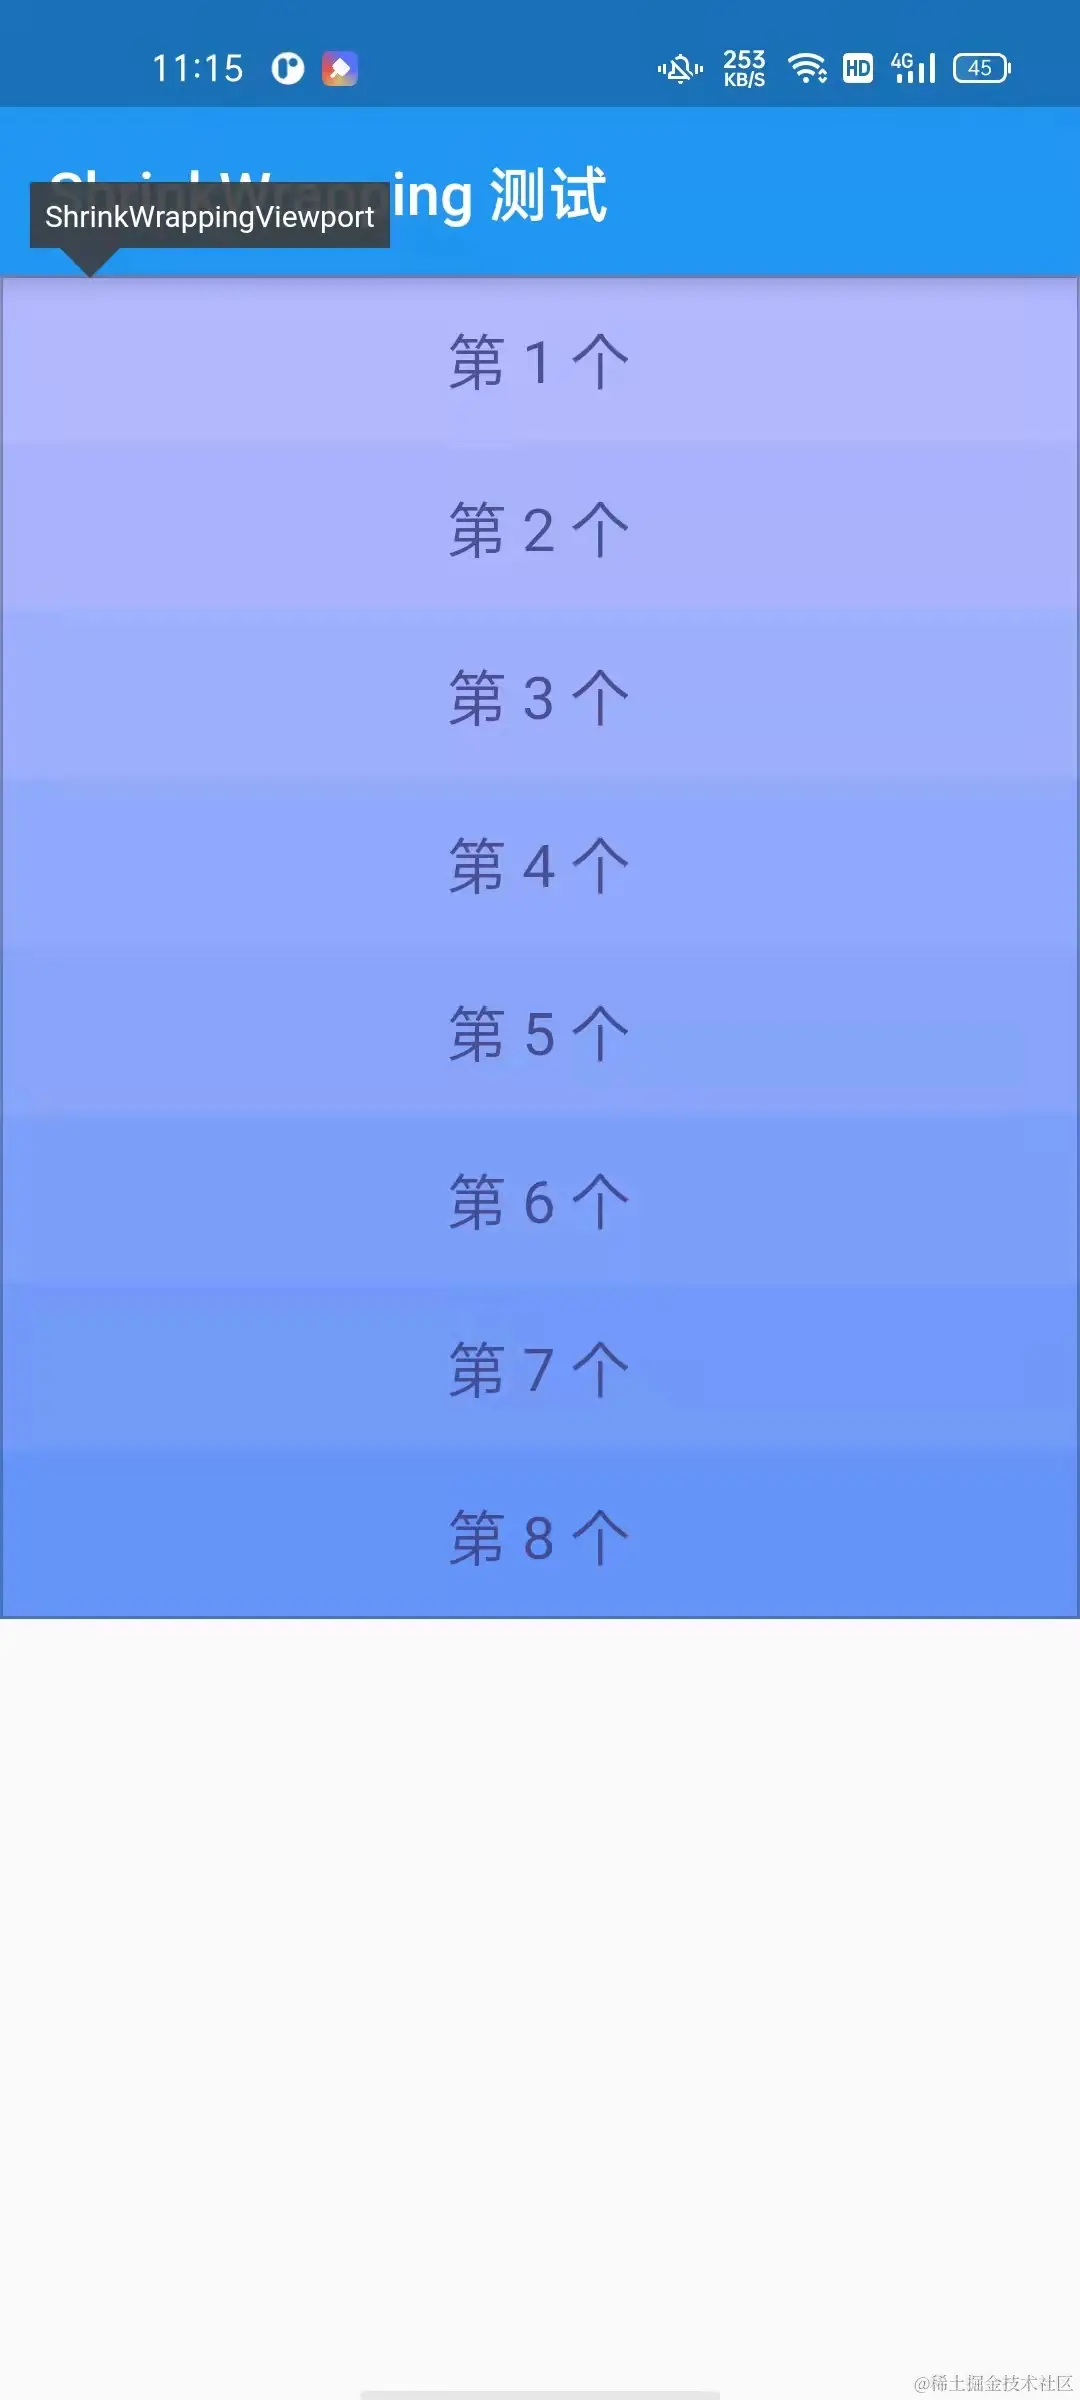 11:15 253 KB/S HD 4G 45
ShrinkWrapping 测试
ShrinkWrappingViewport
第 1 个
第 2 个
第 3 个
第 4 个
第 5 个
第 6 个
第 7 个
第 8 个
@稀土掘金技术社区